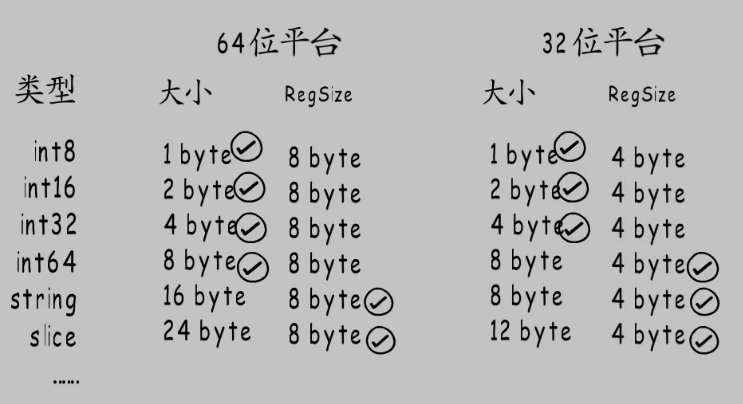 64位平台 32位平台
类型 大小 RegSize 大小 RegSize
int8 1 byte 8 byte 1 byte 4 byte
int16 2 byte 8 byte 2 byte 4 byte
int32 4 byte 8 byte 4 byte 4 byte
int64 8 byte 8 byte 8 byte 4 byte
string 16 byte 8 byte 8 byte 4 byte
slice 24 byte 8 byte 12 byte 4 byte
......